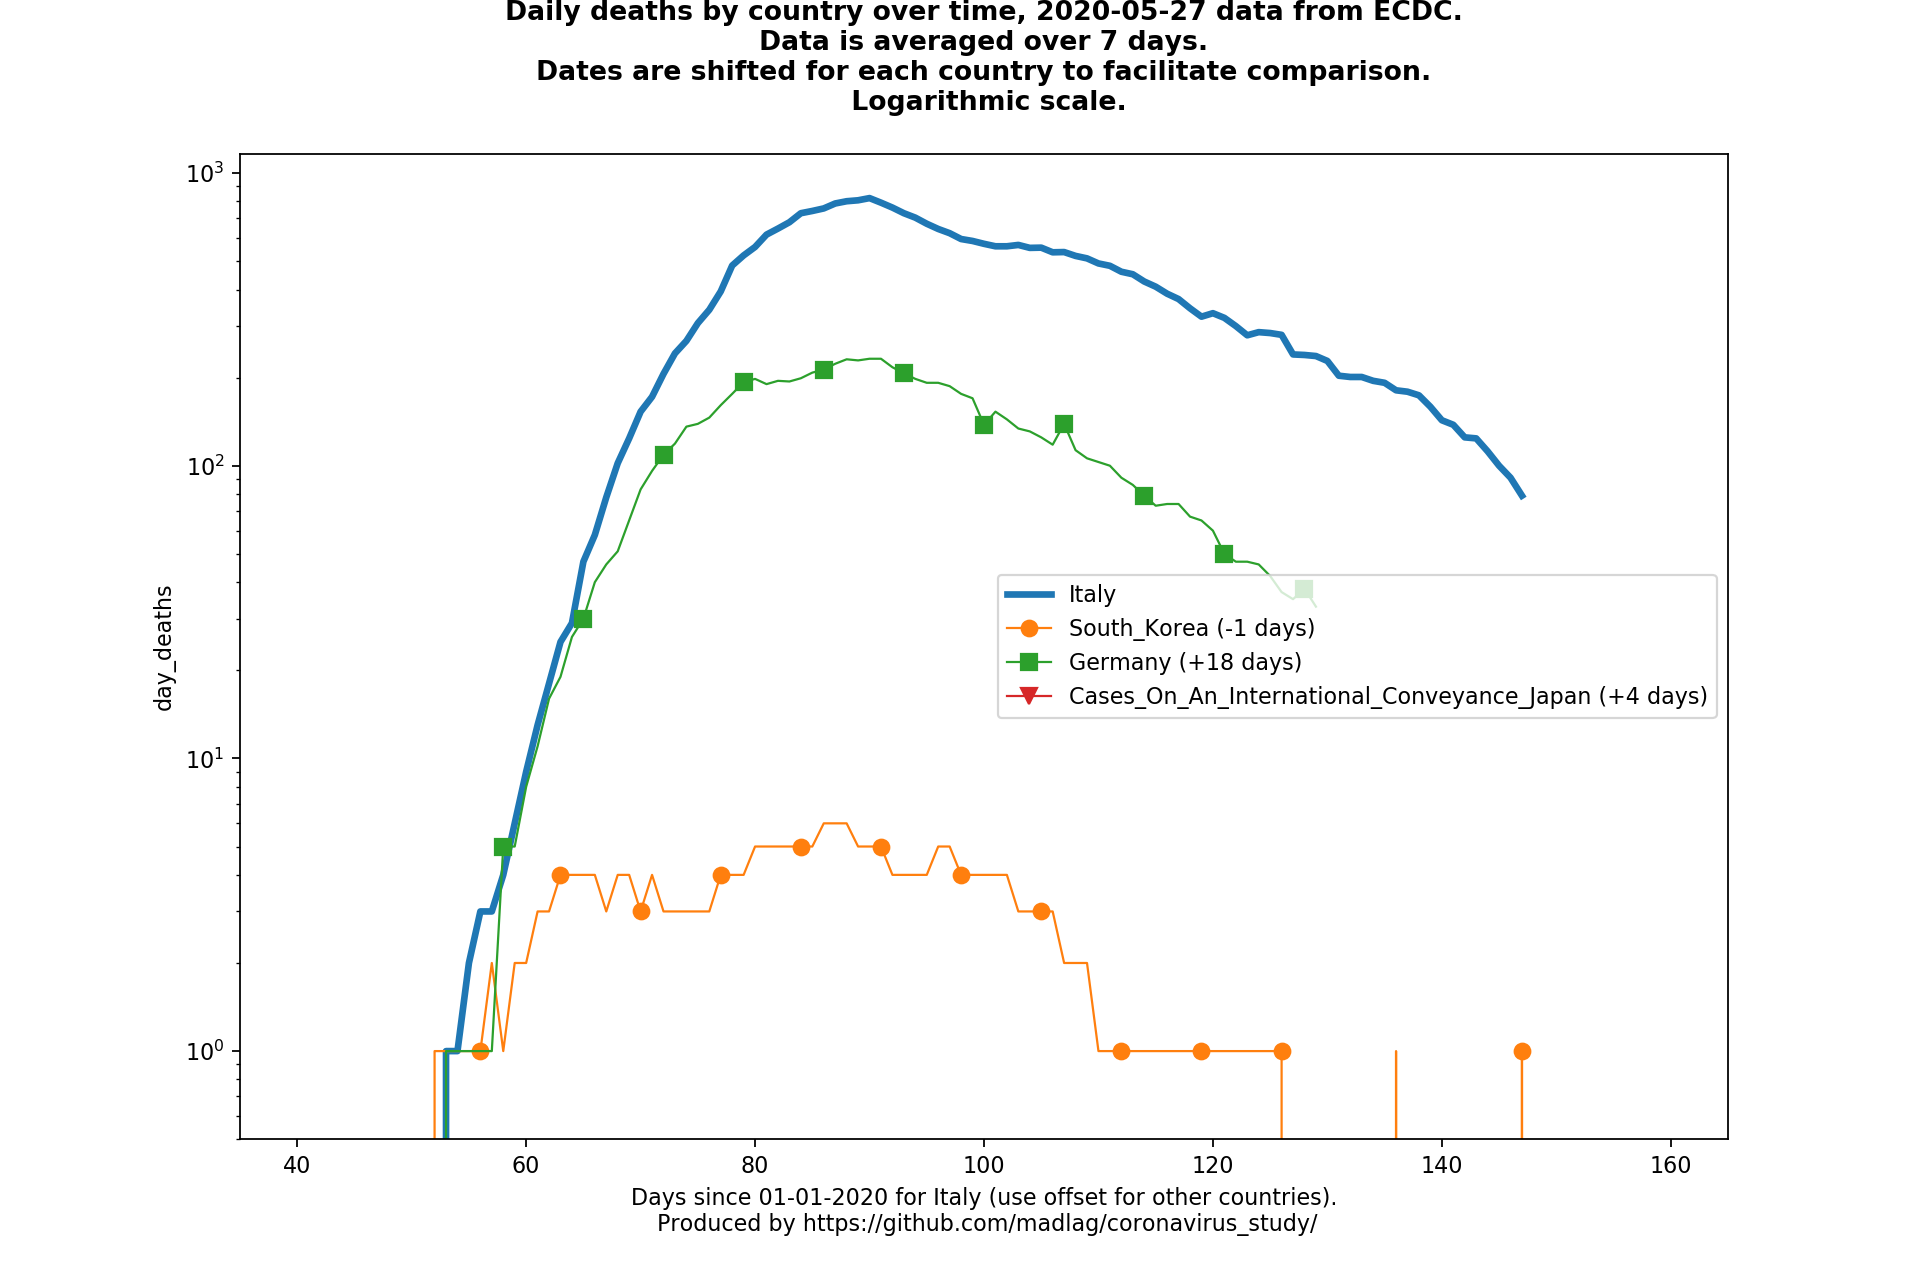 Daily deaths by country over time, 2020-05-27 data from ECDC.
Data is averaged over 7 days.
Dates are shifted for each country to facilitate comparison.
Logarithmic scale.
10³
10²
10¹
10⁰
day_deaths
Italy
South_Korea (-1 days)
Germany (+18 days)
Cases_On_An_International_Conveyance_Japan (+4 days)
40 60 80 100 120 140 160
Days since 01-01-2020 for Italy (use offset for other countries).
Produced by https://github.com/madlag/coronavirus_study/